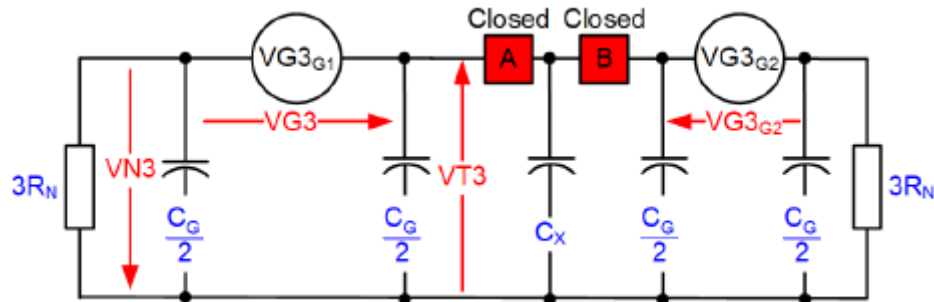 Closed Closed
VG3G1 A B VG3G2
VG3 VG3G2
VN3 VT3
3RN CG/2 CG/2 CX CG/2 CG/2 3RN